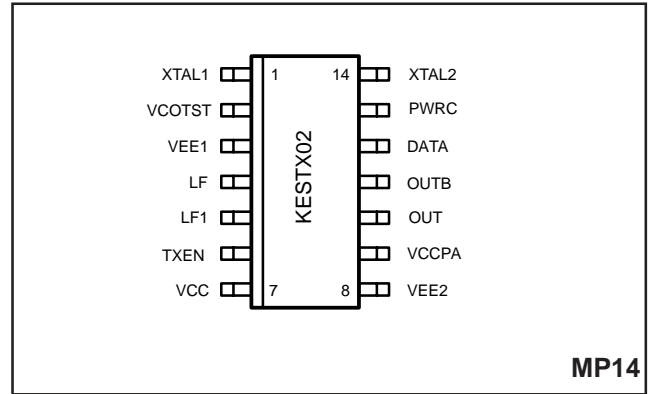 XTAL1 1 14 XTAL2
VCOTST PWRC
VEE1 DATA
LF OUTB
LF1 OUT
TXEN VCCPA
VCC 7 8 VEE2
KESTX02
MP14